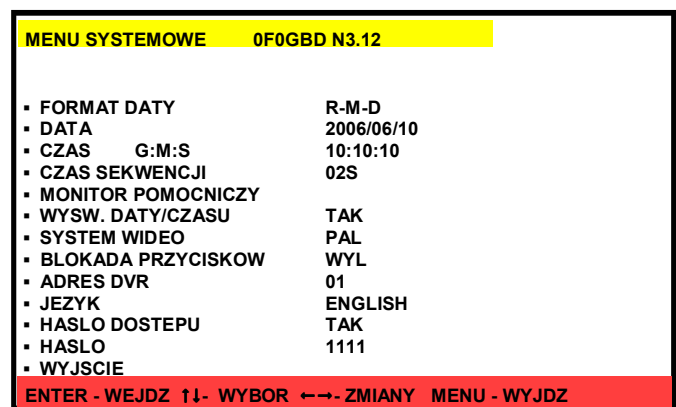 MENU SYSTEMOWE 0F0GBD N3.12
▪ FORMAT DATY R-M-D
▪ DATA 2006/06/10
▪ CZAS G:M:S 10:10:10
▪ CZAS SEKWENCJI 02S
▪ MONITOR POMOCNICZY
▪ WYSW. DATY/CZASU TAK
▪ SYSTEM WIDEO PAL
▪ BLOKADA PRZYCISKOW WYL
▪ ADRES DVR 01
▪ JEZYK ENGLISH
▪ HASLO DOSTEPU TAK
▪ HASLO 1111
▪ WYJSCIE
ENTER - WEJDZ ↑↓- WYBOR ←→- ZMIANY MENU - WYJDZ